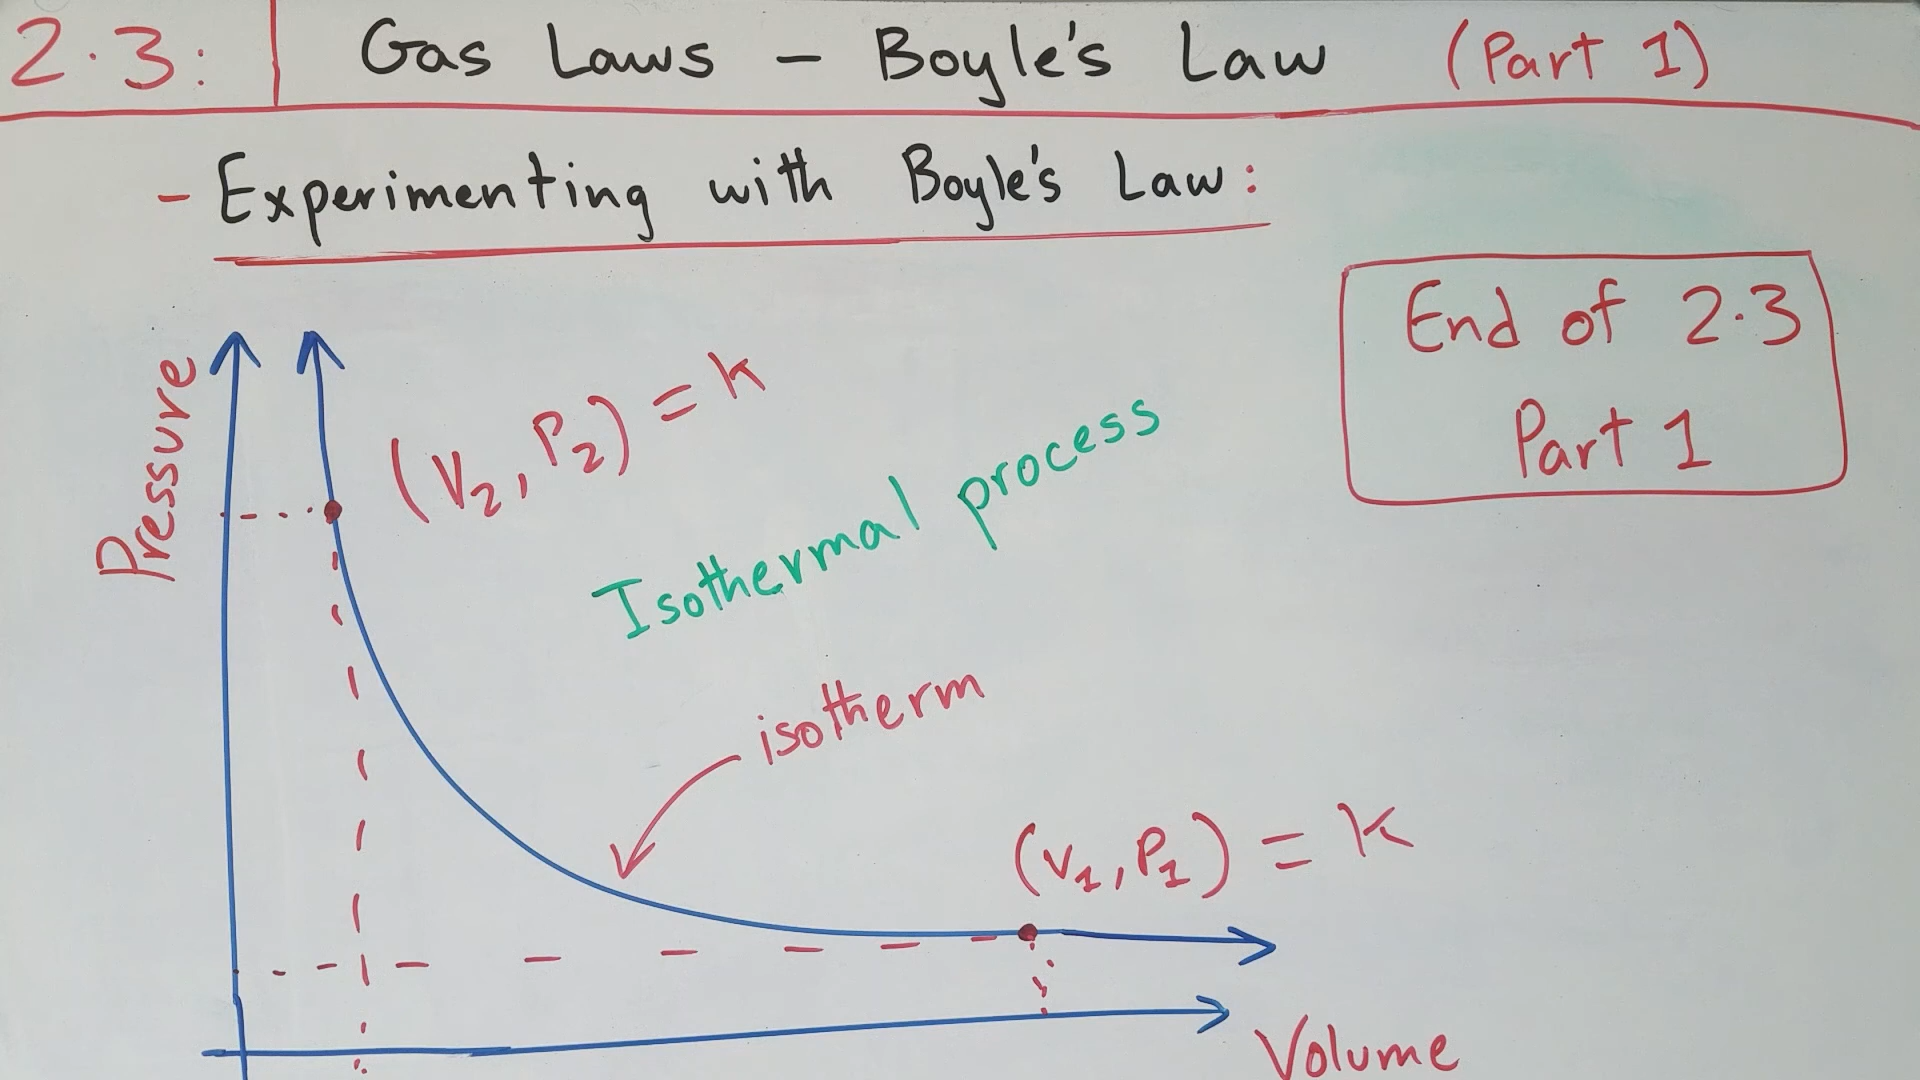 2.3: Gas Laws – Boyle's Law (Part 1)
- Experimenting with Boyle's Law:
End of 2.3
Part 1
Pressure
(V₂, P₂) = k
Isothermal process
isotherm
(V₁, P₁) = k
Volume